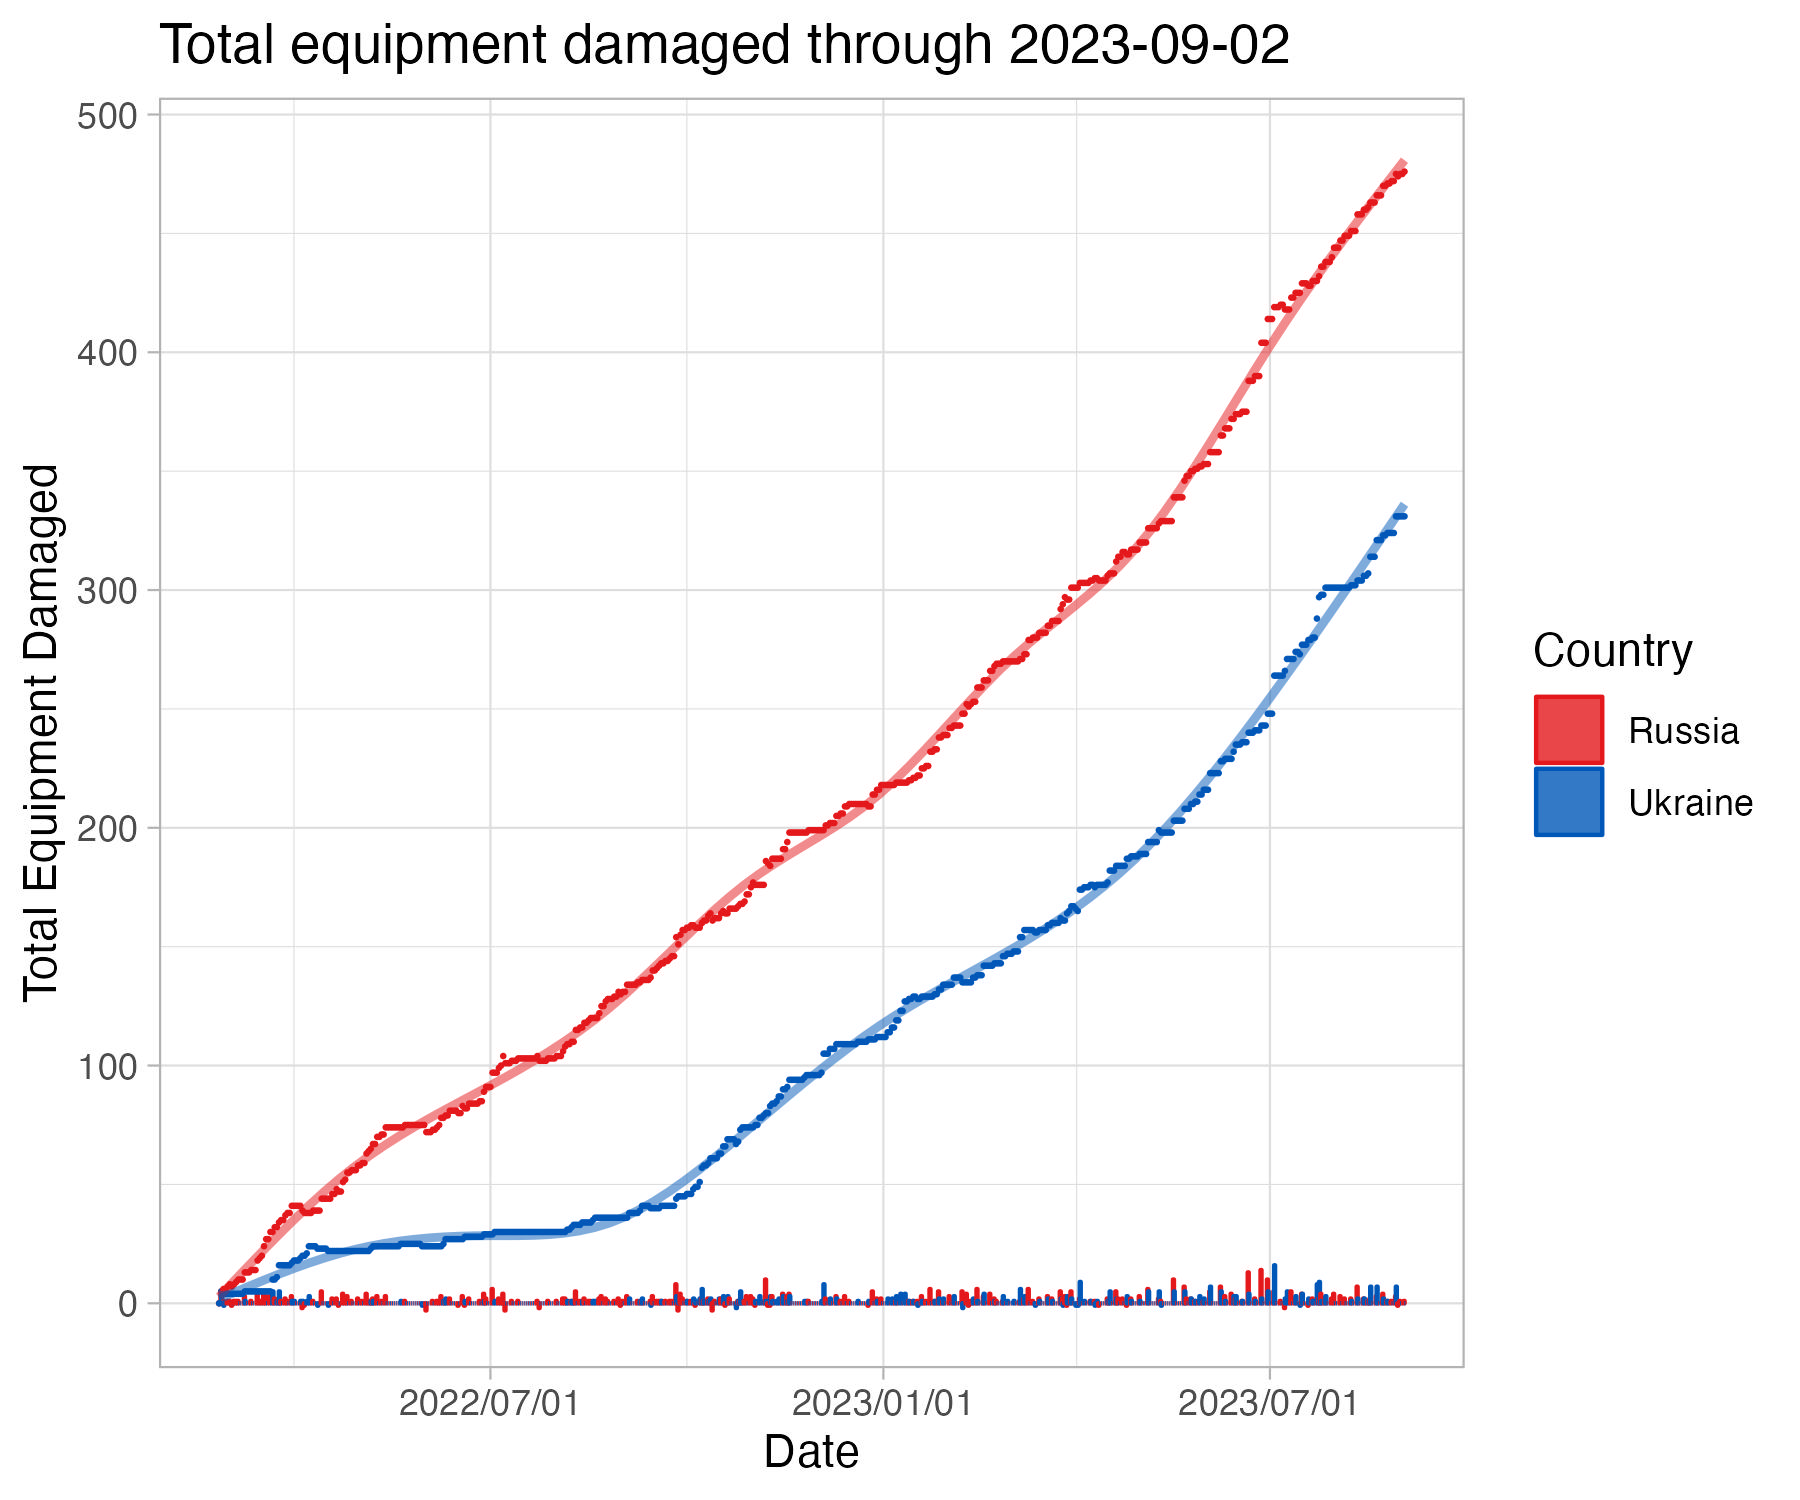 Total equipment damaged through 2023-09-02
Total Equipment Damaged
500
400
300
200
100
0
2022/07/01
2023/01/01
2023/07/01
Date
Country
Russia
Ukraine